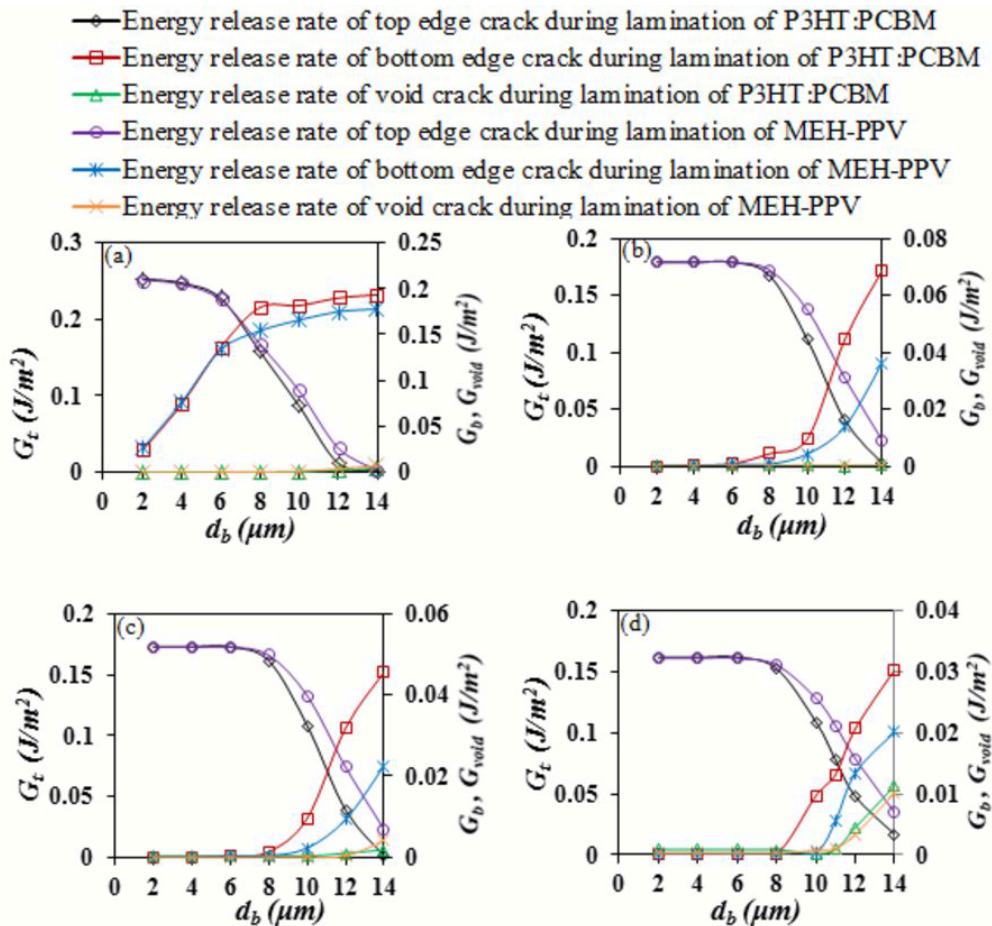 Energy release rate of top edge crack during lamination of P3HT:PCBM
Energy release rate of bottom edge crack during lamination of P3HT:PCBM
Energy release rate of void crack during lamination of P3HT:PCBM
Energy release rate of top edge crack during lamination of MEH-PPV
Energy release rate of bottom edge crack during lamination of MEH-PPV
Energy release rate of void crack during lamination of MEH-PPV
(a)
0.3
0.2
0.1
0
G_t (J/m²)
0.25
0.2
0.15
0.1
0.05
0
G_b, G_void (J/m²)
0 2 4 6 8 10 12 14
d_b (μm)
(b)
0.2
0.15
0.1
0.05
0
G_t (J/m²)
0.08
0.06
0.04
0.02
0
G_b, G_void (J/m²)
0 2 4 6 8 10 12 14
d_b (μm)
(c)
0.2
0.15
0.1
0.05
0
G_t (J/m²)
0.06
0.04
0.02
0
G_b, G_void (J/m²)
0 2 4 6 8 10 12 14
d_b (μm)
(d)
0.2
0.15
0.1
0.05
0
G_t (J/m²)
0.04
0.03
0.02
0.01
0
G_b, G_void (J/m²)
0 2 4 6 8 10 12 14
d_b (μm)